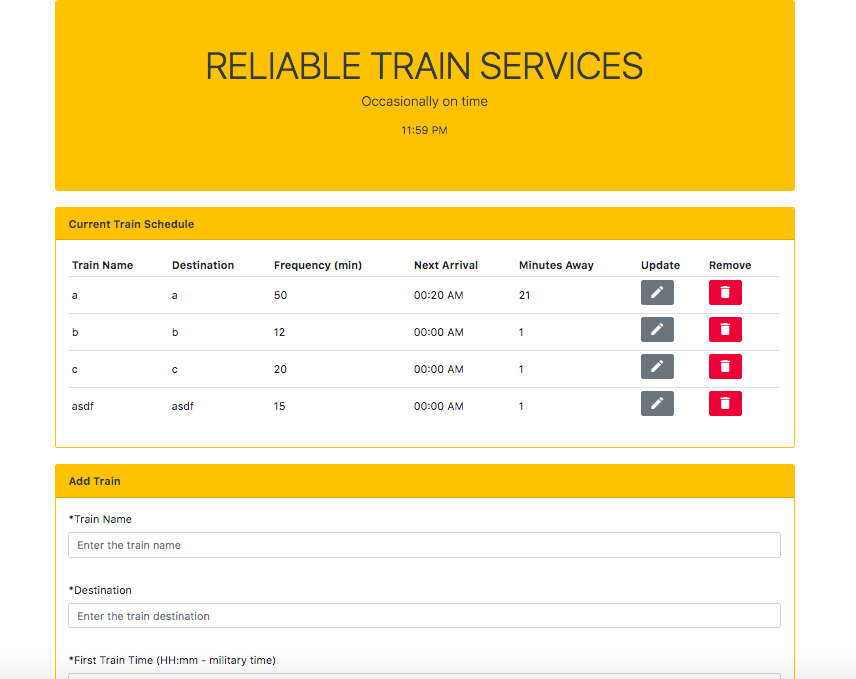 RELIABLE TRAIN SERVICES
Occasionally on time
11:59 PM
Current Train Schedule
Train Name Destination Frequency (min) Next Arrival Minutes Away Update Remove
a a 50 00:20 AM 21
b b 12 00:00 AM 1
c c 20 00:00 AM 1
asdf asdf 15 00:00 AM 1
Add Train
*Train Name
Enter the train name
*Destination
Enter the train destination
*First Train Time (HH:mm - military time)